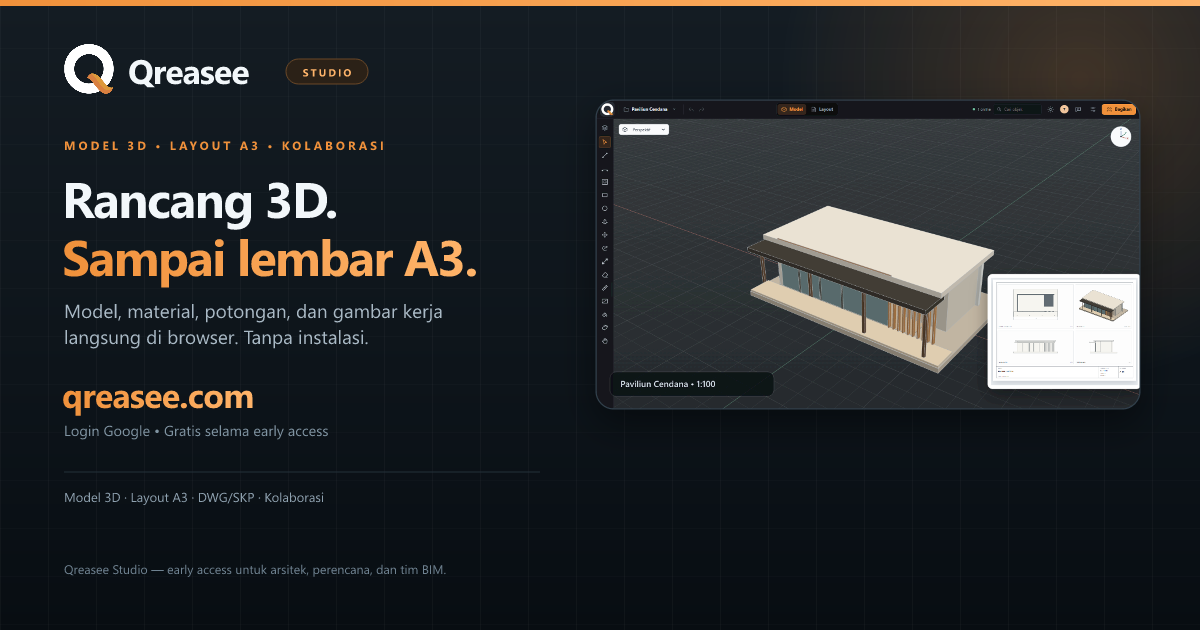 Qreasee
STUDIO
MODEL 3D • LAYOUT A3 • KOLABORASI
Rancang 3D.
Sampai lembar A3.
Model, material, potongan, dan gambar kerja
langsung di browser. Tanpa instalasi.
qreasee.com
Login Google • Gratis selama early access
Model 3D · Layout A3 · DWG/SKP · Kolaborasi
Qreasee Studio — early access untuk arsitek, perencana, dan tim BIM.
Paviliun Cendana
Model
Layout
Bagikan
Perspektif
Paviliun Cendana • 1:100